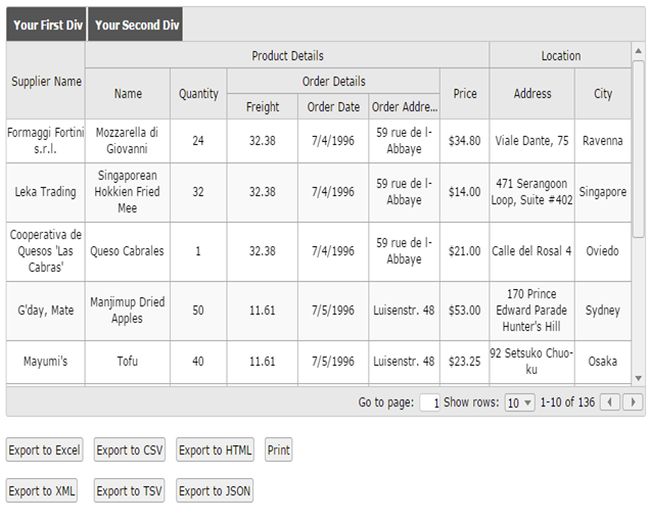 Your First Div Your Second Div
Supplier Name Product Details Location
Name Quantity Order Details Price Address City
Freight Order Date Order Addre...
Formaggi Fortini s.r.l. Mozzarella di Giovanni 24 32.38 7/4/1996 59 rue de l-Abbaye $34.80 Viale Dante, 75 Ravenna
Leka Trading Singaporean Hokkien Fried Mee 32 32.38 7/4/1996 59 rue de l-Abbaye $14.00 471 Serangoon Loop, Suite #402 Singapore
Cooperativa de Quesos 'Las Cabras' Queso Cabrales 1 32.38 7/4/1996 59 rue de l-Abbaye $21.00 Calle del Rosal 4 Oviedo
G'day, Mate Manjimup Dried Apples 50 11.61 7/5/1996 Luisenstr. 48 $53.00 170 Prince Edward Parade Hunter's Hill Sydney
Mayumi's Tofu 40 11.61 7/5/1996 Luisenstr. 48 $23.25 92 Setsuko Chuo-ku Osaka
Go to page: 1 Show rows: 10 1-10 of 136
Export to Excel Export to CSV Export to HTML Print
Export to XML Export to TSV Export to JSON